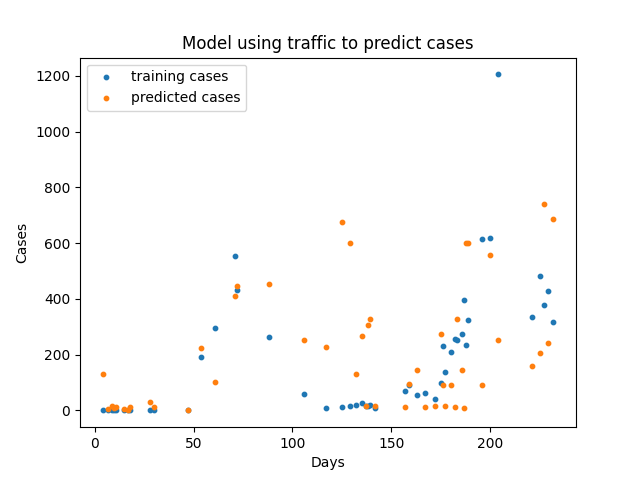 Model using traffic to predict cases
training cases
predicted cases
1200
1000
800
600
400
200
0
Cases
0 50 100 150 200
Days